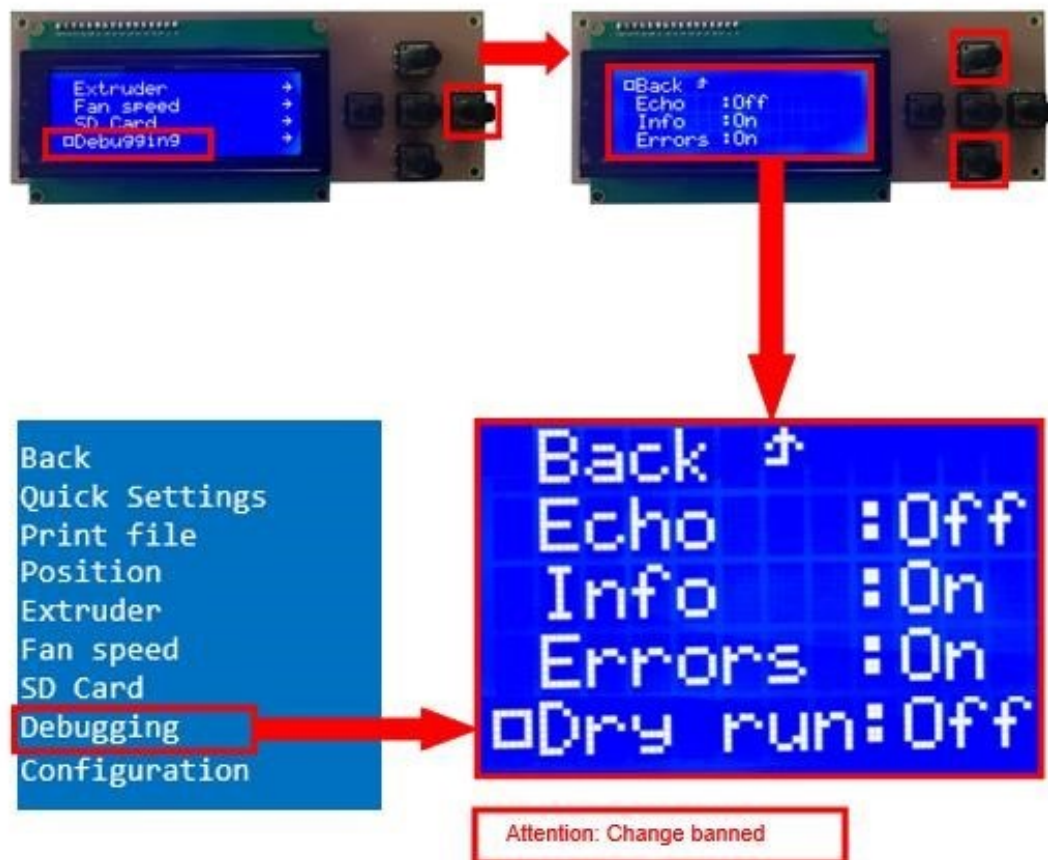 Extruder →
Fan speed →
SD Card →
□Debugging →
□Back ⮥
Echo :Off
Info :On
Errors :On
Back
Quick Settings
Print file
Position
Extruder
Fan speed
SD Card
Debugging
Configuration
Back ⮥
Echo :Off
Info :On
Errors :On
□Dry run:Off
Attention: Change banned